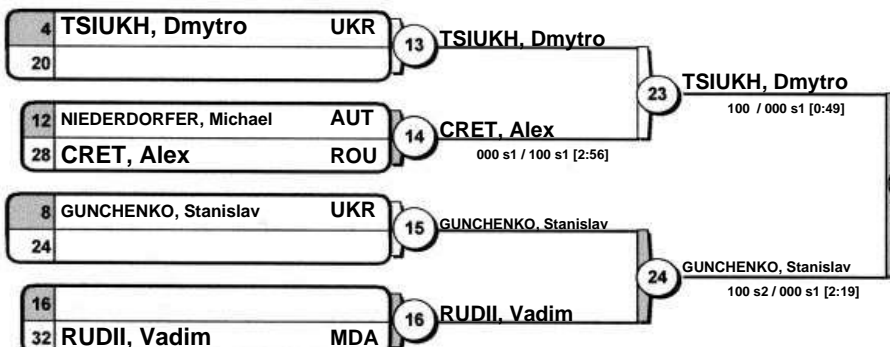 4 TSIUKH, Dmytro UKR
20
13 TSIUKH, Dmytro
12 NIEDERDORFER, Michael AUT
28 CRET, Alex ROU
14 CRET, Alex
000 s1 / 100 s1 [2:56]
23 TSIUKH, Dmytro
100 / 000 s1 [0:49]
8 GUNCHENKO, Stanislav UKR
24
15 GUNCHENKO, Stanislav
16
32 RUDII, Vadim MDA
16 RUDII, Vadim
24 GUNCHENKO, Stanislav
100 s2 / 000 s1 [2:19]